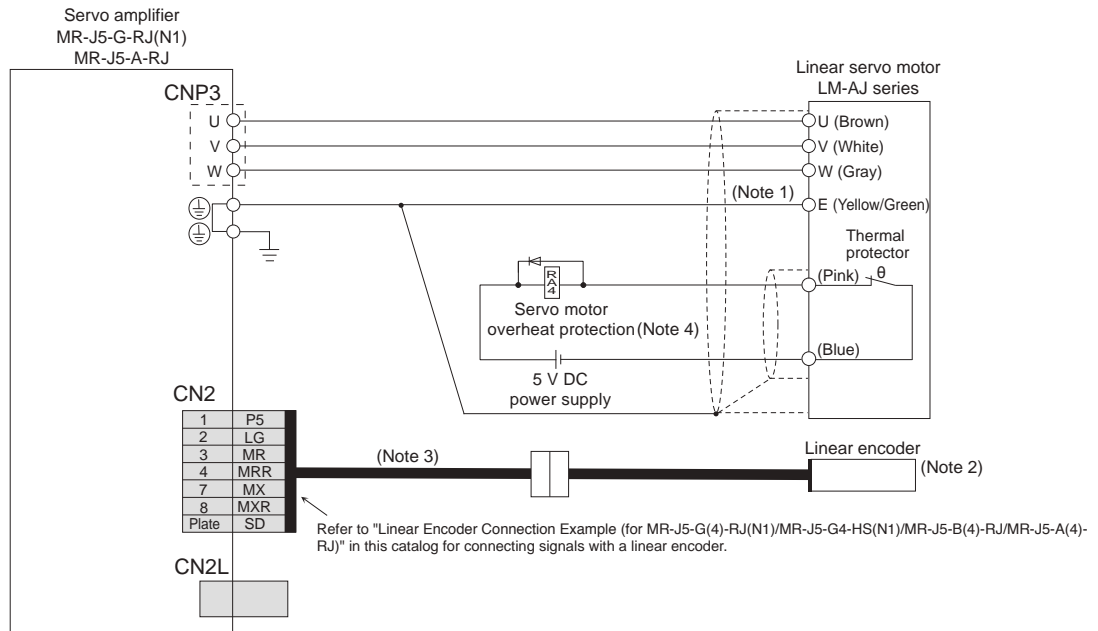 Servo amplifier
MR-J5-G-RJ(N1)
MR-J5-A-RJ
CNP3
U
V
W
Linear servo motor
LM-AJ series
U (Brown)
V (White)
W (Gray)
(Note 1)
E (Yellow/Green)
Thermal
protector
(Pink)
θ
RA4
Servo motor
overheat protection (Note 4)
(Blue)
5 V DC
power supply
CN2
1 P5
2 LG
3 MR
4 MRR
7 MX
8 MXR
Plate SD
(Note 3)
Linear encoder
(Note 2)
Refer to "Linear Encoder Connection Example (for MR-J5-G(4)-RJ(N1)/MR-J5-G4-HS(N1)/MR-J5-B(4)-RJ/MR-J5-A(4)-
RJ)" in this catalog for connecting signals with a linear encoder.
CN2L